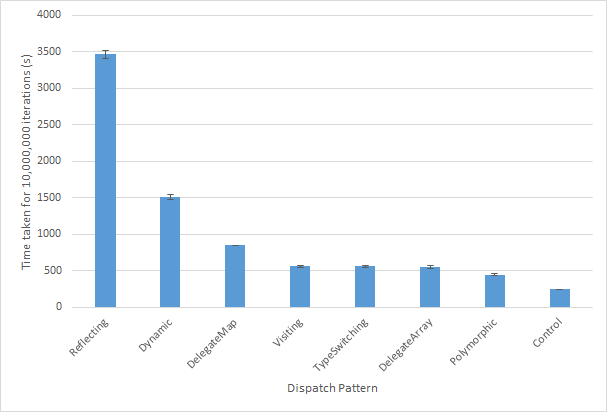 4000
3500
3000
2500
2000
1500
1000
500
0
Time taken for 10,000,000 iterations (s)
Reflecting
Dynamic
DelegateMap
Visiting
TypeSwitching
DelegateArray
Polymorphic
Control
Dispatch Pattern